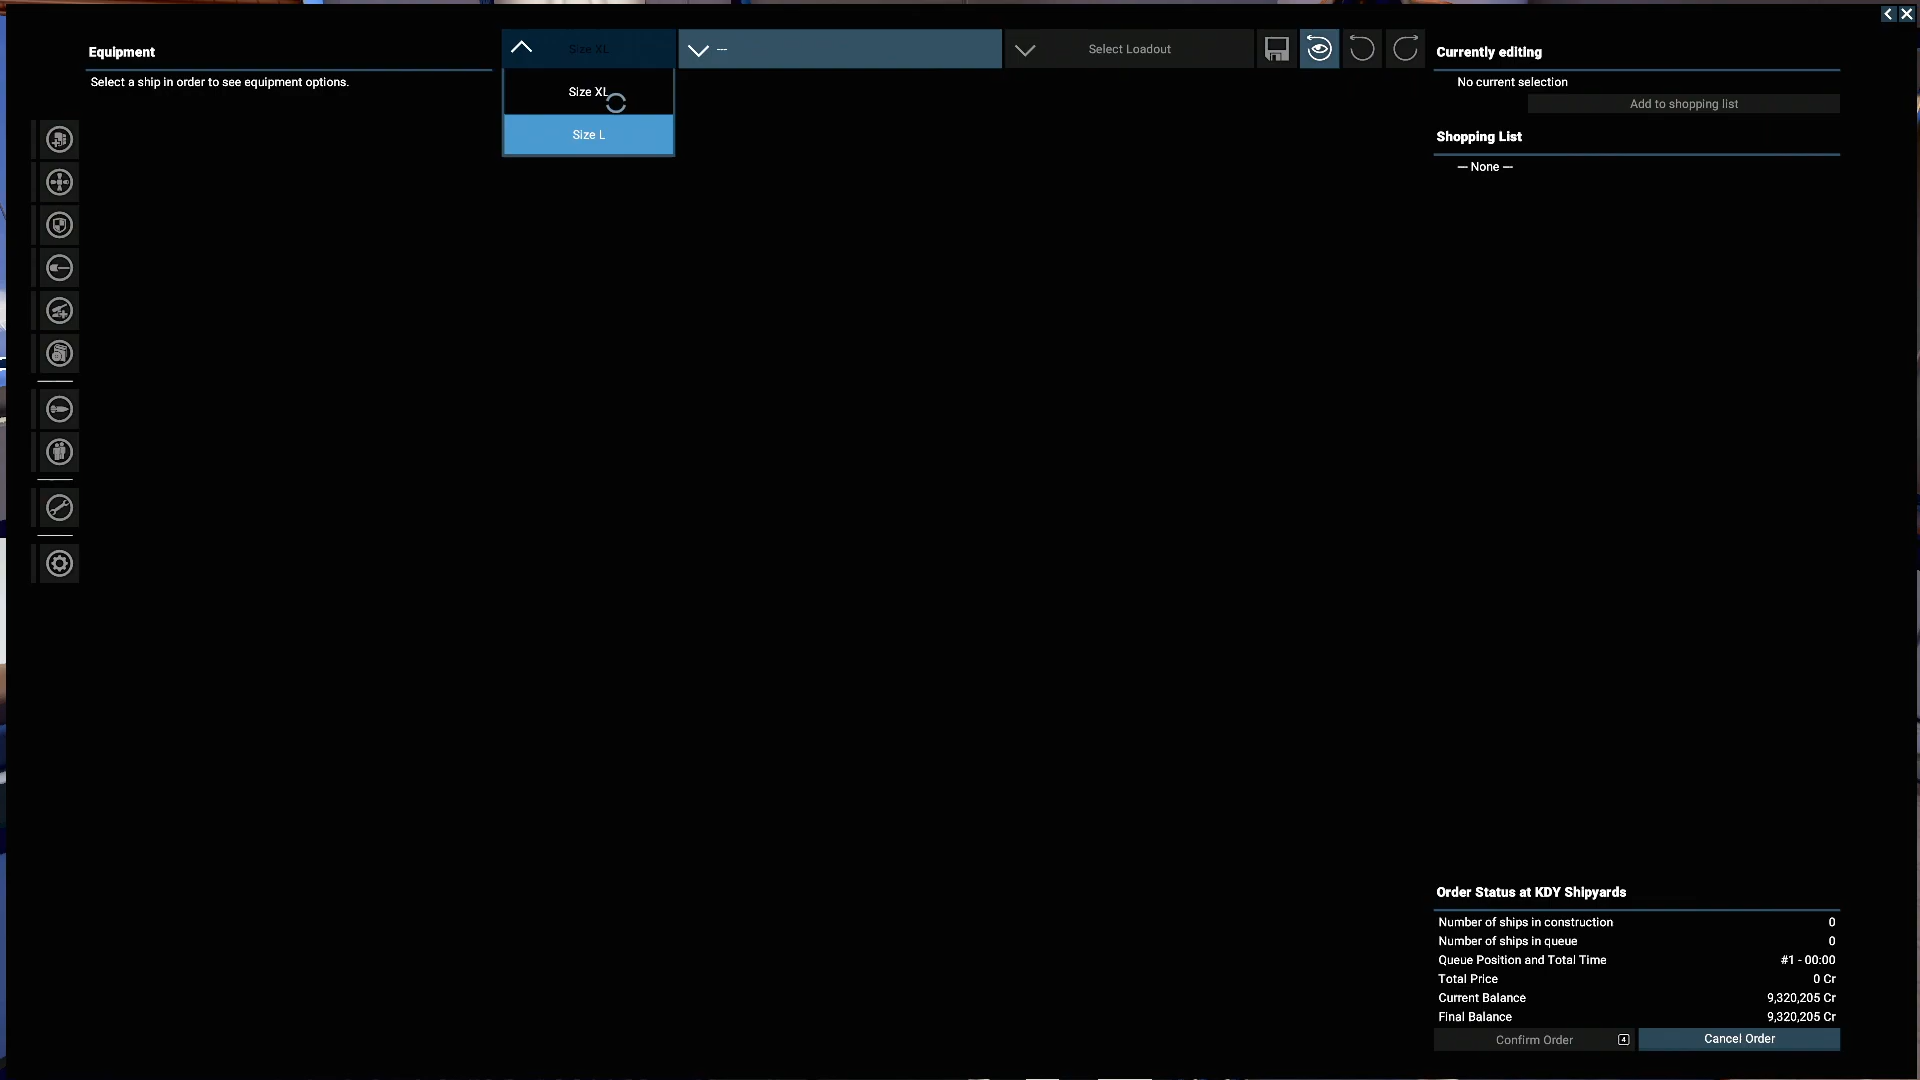 Equipment
Select a ship in order to see equipment options.
Size XL
—
Select Loadout
Size XL
Size L
Currently editing
No current selection
Add to shopping list
Shopping List
— None —
Order Status at KDY Shipyards
Number of ships in construction 0
Number of ships in queue 0
Queue Position and Total Time #1 - 00:00
Total Price 0 Cr
Current Balance 9,320,205 Cr
Final Balance 9,320,205 Cr
Confirm Order 4
Cancel Order